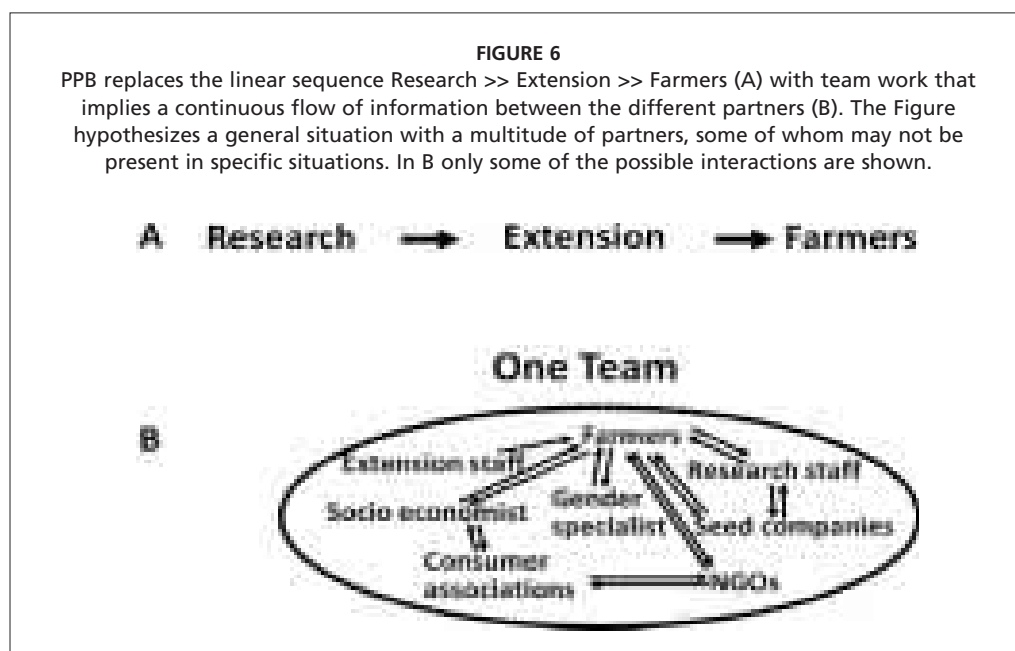 FIGURE 6
PPB replaces the linear sequence Research >> Extension >> Farmers (A) with team work that
implies a continuous flow of information between the different partners (B). The Figure
hypothesizes a general situation with a multitude of partners, some of whom may not be
present in specific situations. In B only some of the possible interactions are shown.
A Research Extension Farmers
One Team
B
Farmers
Extension staff
Research staff
Socio economist
Gender
specialist
Seed companies
Consumer
associations
NGOs